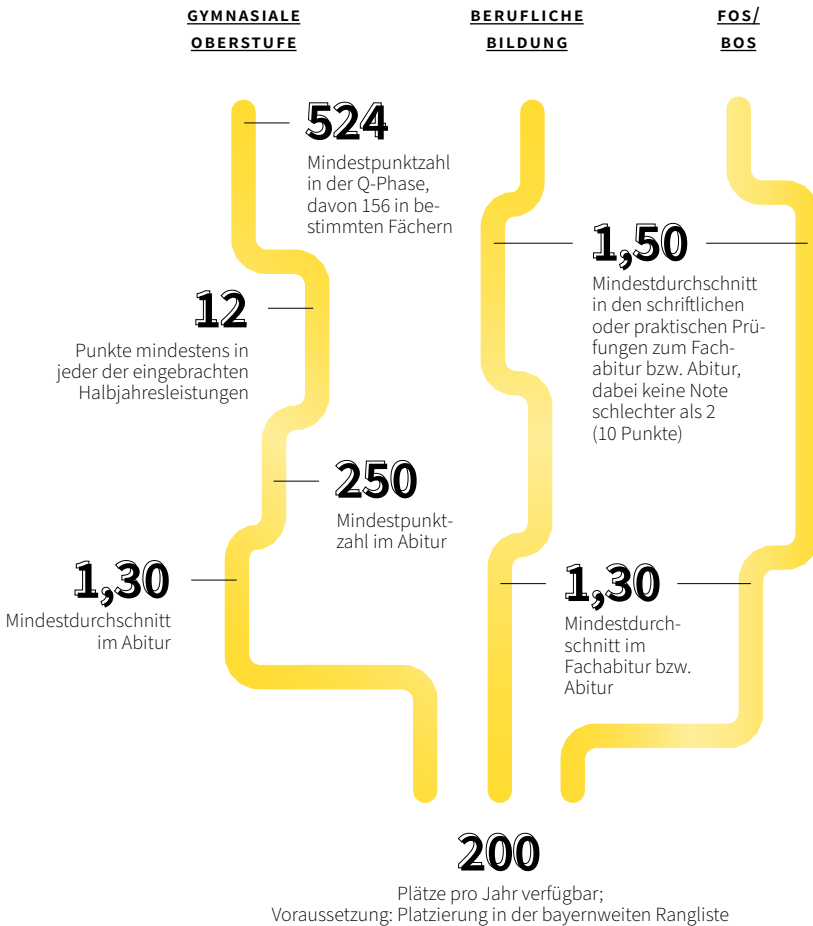 GYMNASIALE
OBERSTUFE
BERUFLICHE
BILDUNG
FOS/
BOS
524
Mindestpunktzahl
in der Q-Phase,
davon 156 in be-
stimmten Fächern
12
Punkte mindestens in
jeder der eingebrachten
Halbjahresleistungen
250
Mindestpunkt-
zahl im Abitur
1,30
Mindestdurchschnitt
im Abitur
1,50
Mindestdurchschnitt
in den schriftlichen
oder praktischen Prü-
fungen zum Fach-
abitur bzw. Abitur,
dabei keine Note
schlechter als 2
(10 Punkte)
1,30
Mindestdurch-
schnitt im
Fachabitur bzw.
Abitur
200
Plätze pro Jahr verfügbar;
Voraussetzung: Platzierung in der bayernweiten Rangliste